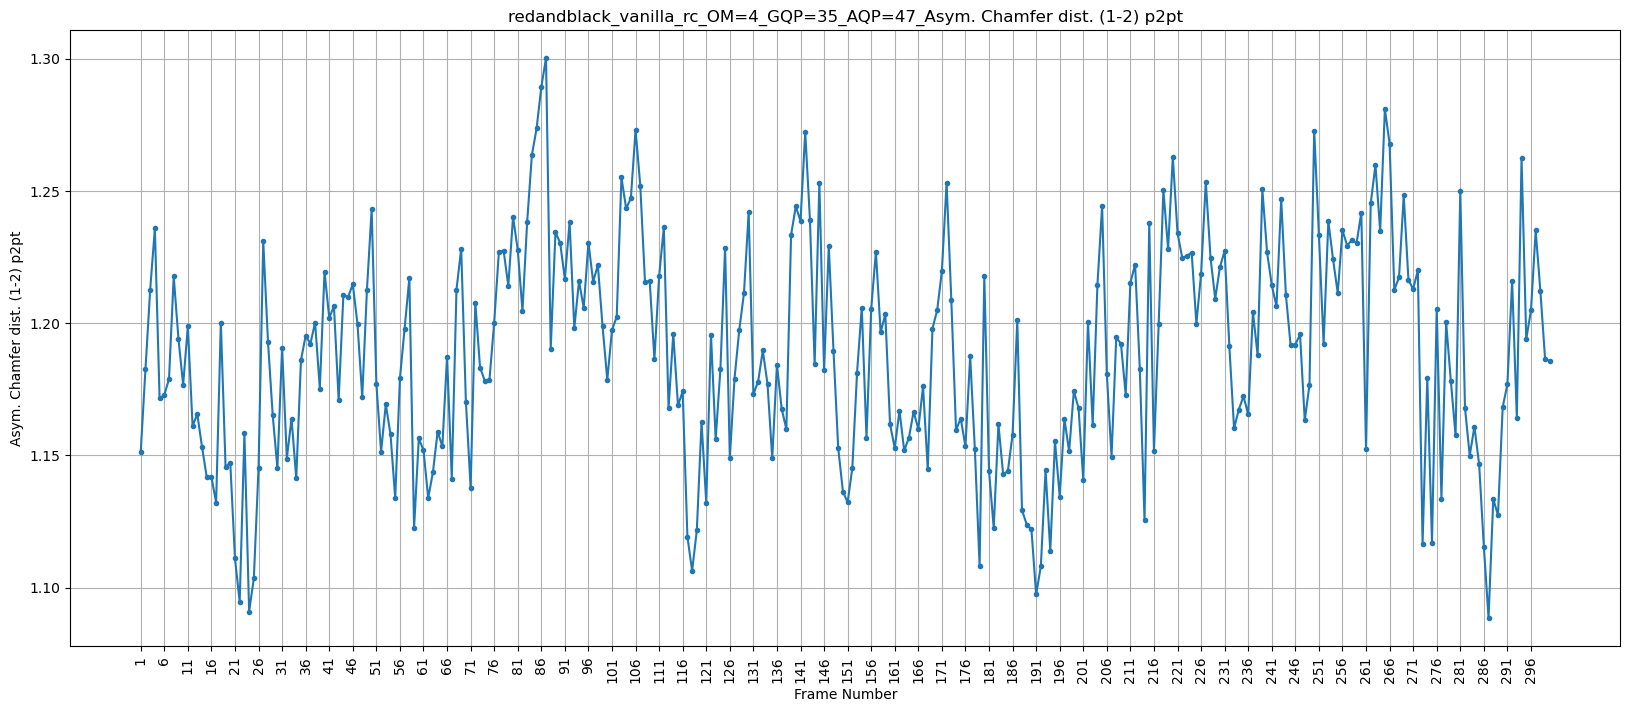 redandblack_vanilla_rc_OM=4_GQP=35_AQP=47_Asym. Chamfer dist. (1-2) p2pt
Asym. Chamfer dist. (1-2) p2pt
1.30
1.25
1.20
1.15
1.10
1 6 11 16 21 26 31 36 41 46 51 56 61 66 71 76 81 86 91 96 101 106 111 116 121 126 131 136 141 146 151 156 161 166 171 176 181 186 191 196 201 206 211 216 221 226 231 236 241 246 251 256 261 266 271 276 281 286 291 296
Frame Number